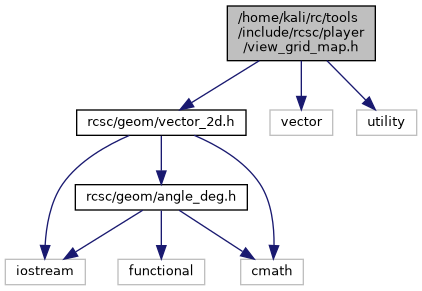 /home/kali/rc/tools
/include/rcsc/player
/view_grid_map.h
rcsc/geom/vector_2d.h
vector
utility
rcsc/geom/angle_deg.h
iostream
functional
cmath